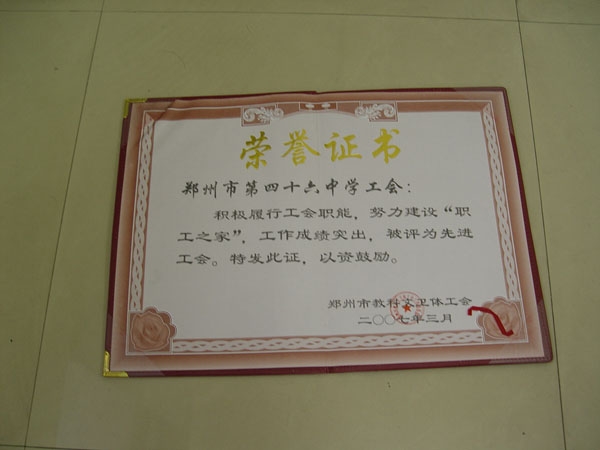 荣誉证书
郑州市第四十六中学工会：
积极履行工会职能，努力建设“职
工之家”，工作成绩突出，被评为先进
工会。特发此证，以资鼓励。
郑州市教科文卫体工会
二〇〇七年三月